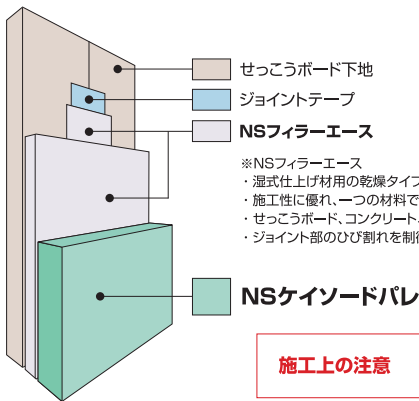 せっこうボード下地
ジョイントテープ
NSフィラーエース
※NSフィラーエース
・湿式仕上げ材用の乾燥タイプ
・施工性に優れ、一つの材料で
・せっこうボード、コンクリート
・ジョイント部のひび割れを制
NSケイソードパレ
施工上の注意